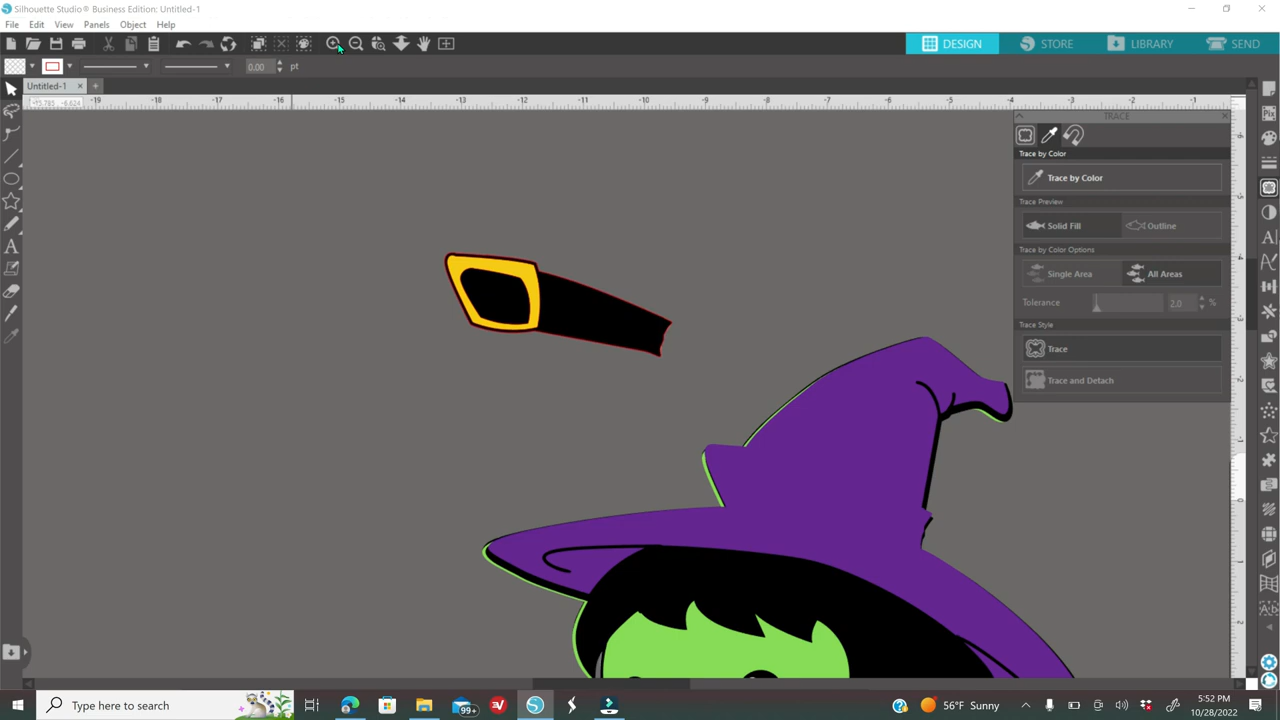 Silhouette Studio® Business Edition: Untitled-1
File Edit View Panels Object Help
DESIGN STORE LIBRARY SEND
0.00 pt
Untitled-1
-19 -18 -17 -16 -15 -14 -13 -12 -11 -10 -9 -8 -7 -6 -5 -4 -3 -2 -1
TRACE
Trace by Color
Trace by Color
Trace Preview
Solid Fill Outline
Trace by Color Options
Single Area All Areas
Tolerance 2.0 %
Trace Style
Trace
Trace and Detach
Type here to search
99+
56°F Sunny
5:52 PM
10/28/2022